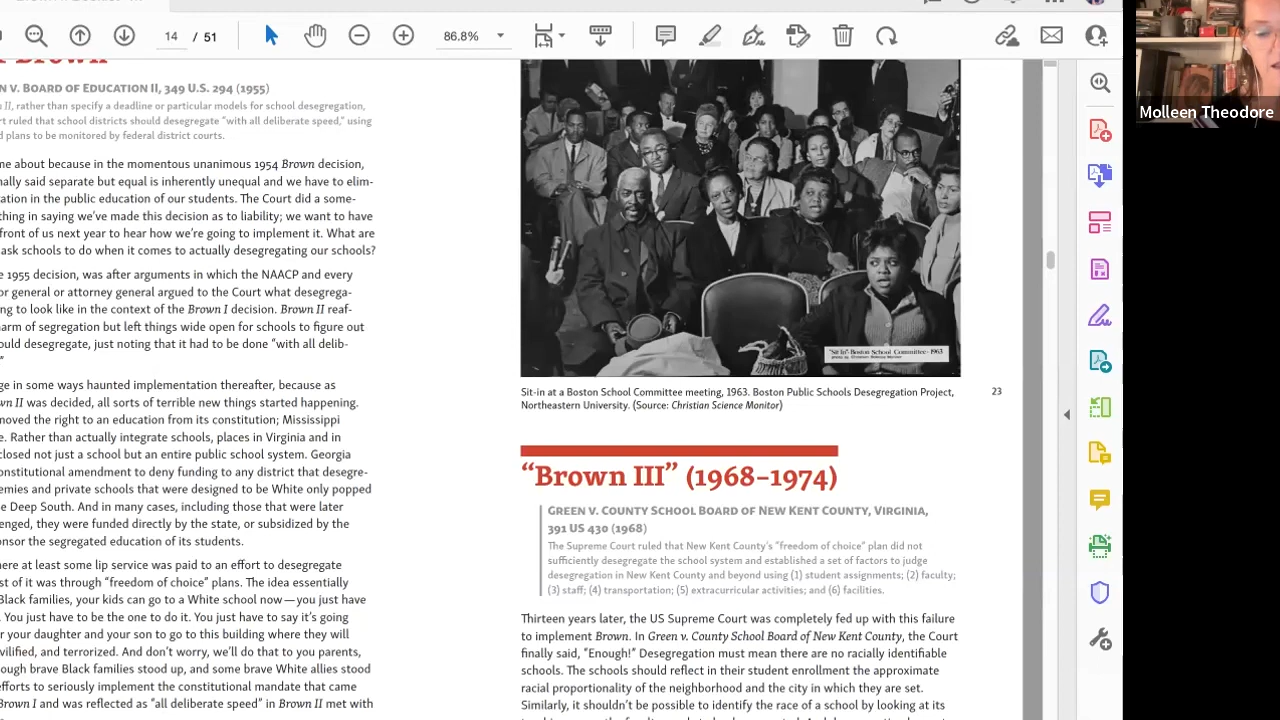 14 / 51
86.8%
Molleen Theodore
Brown
N V. BOARD OF EDUCATION II, 349 U.S. 294 (1955)
II, rather than specify a deadline or particular models for school desegregation,
rt ruled that school districts should desegregate “with all deliberate speed,” using
d plans to be monitored by federal district courts.
me about because in the momentous unanimous 1954 Brown decision,
nally said separate but equal is inherently unequal and we have to elim-
ation in the public education of our students. The Court did a some-
thing in saying we’ve made this decision as to liability; we want to have
front of us next year to hear how we’re going to implement it. What are
ask schools to do when it comes to actually desegregating our schools?
e 1955 decision, was after arguments in which the NAACP and every
or general or attorney general argued to the Court what desegrega-
ng to look like in the context of the Brown I decision. Brown II reaf-
arm of segregation but left things wide open for schools to figure out
ould desegregate, just noting that it had to be done “with all delib-
”
ge in some ways haunted implementation thereafter, because as
wn II was decided, all sorts of terrible new things started happening.
moved the right to an education from its constitution; Mississippi
e. Rather than actually integrate schools, places in Virginia and in
closed not just a school but an entire public school system. Georgia
onstitutional amendment to deny funding to any district that desegre-
emies and private schools that were designed to be White only popped
e Deep South. And in many cases, including those that were later
enged, they were funded directly by the state, or subsidized by the
onsor the segregated education of its students.
here at least some lip service was paid to an effort to desegregate
st of it was through “freedom of choice” plans. The idea essentially
Black families, your kids can go to a White school now—you just have
. You just have to be the one to do it. You just have to say it’s going
r your daughter and your son to go to this building where they will
vilified, and terrorized. And don’t worry, we’ll do that to you parents,
ough brave Black families stood up, and some brave White allies stood
efforts to seriously implement the constitutional mandate that came
Brown I and was reflected as “all deliberate speed” in Brown II met with
"Sit In"-Boston School Committee-1963
Sit-in at a Boston School Committee meeting, 1963. Boston Public Schools Desegregation Project,
Northeastern University. (Source: Christian Science Monitor)
23
“Brown III” (1968–1974)
GREEN V. COUNTY SCHOOL BOARD OF NEW KENT COUNTY, VIRGINIA,
391 US 430 (1968)
The Supreme Court ruled that New Kent County’s “freedom of choice” plan did not
sufficiently desegregate the school system and established a set of factors to judge
desegregation in New Kent County and beyond using (1) student assignments; (2) faculty;
(3) staff; (4) transportation; (5) extracurricular activities; and (6) facilities.
Thirteen years later, the US Supreme Court was completely fed up with this failure
to implement Brown. In Green v. County School Board of New Kent County, the Court
finally said, “Enough!” Desegregation must mean there are no racially identifiable
schools. The schools should reflect in their student enrollment the approximate
racial proportionality of the neighborhood and the city in which they are set.
Similarly, it shouldn’t be possible to identify the race of a school by looking at its